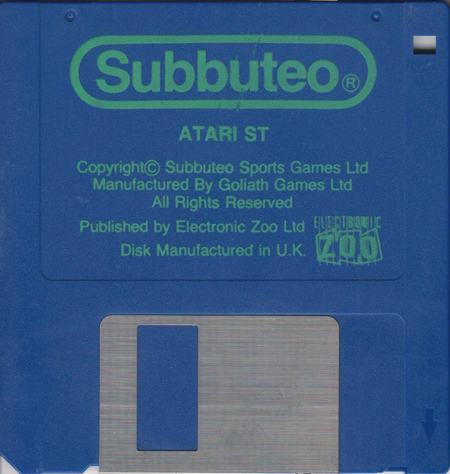 Subbuteo®
ATARI ST
Copyright© Subbuteo Sports Games Ltd
Manufactured By Goliath Games Ltd
All Rights Reserved
Published by Electronic Zoo Ltd
Disk Manufactured in U.K.
ELECTRONIC
ZOO